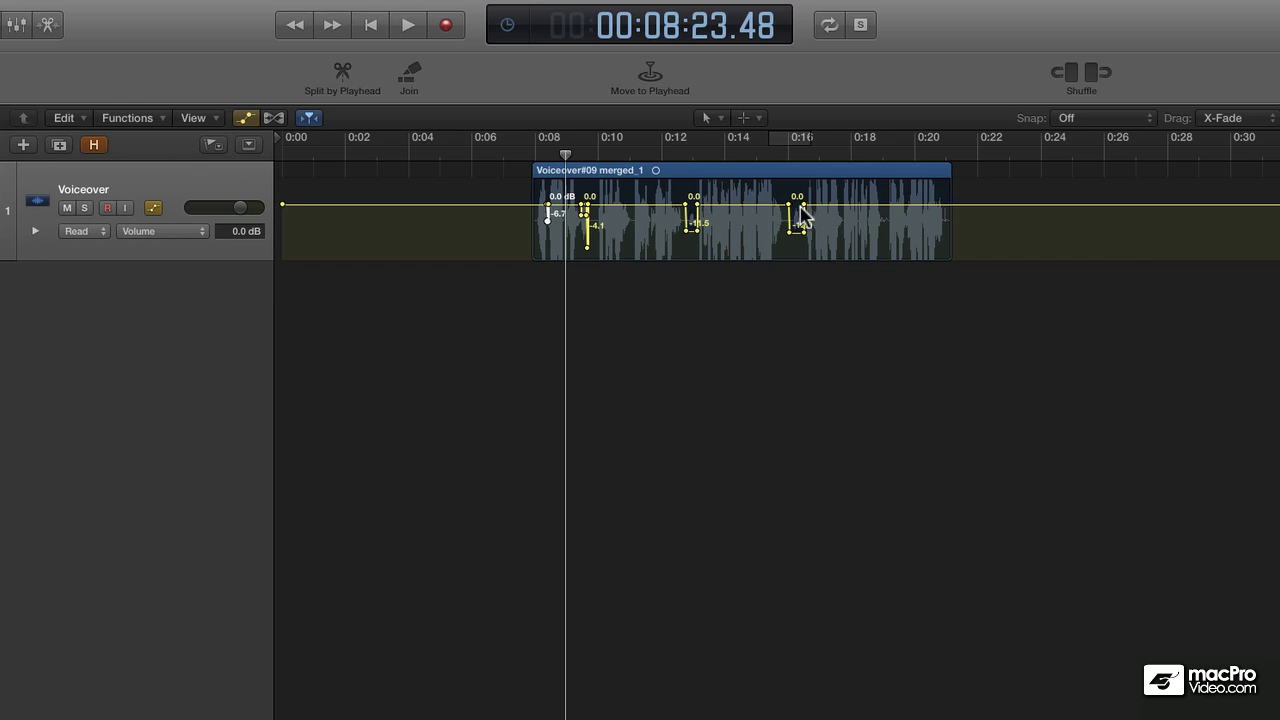 00:08:23.48
S
Split by Playhead
Join
Move to Playhead
Shuffle
Edit Functions View
Snap: Off Drag: X-Fade
H
0:00 0:02 0:04 0:06 0:08 0:10 0:12 0:14 0:16 0:18 0:20 0:22 0:24 0:26 0:28 0:30
Voiceover#09 merged_1
1
Voiceover
M S R I
Read Volume 0.0 dB
0.0 dB 0.0 0.0 0.0
-6.7
-4.1
-11.5
macPro
Video.com